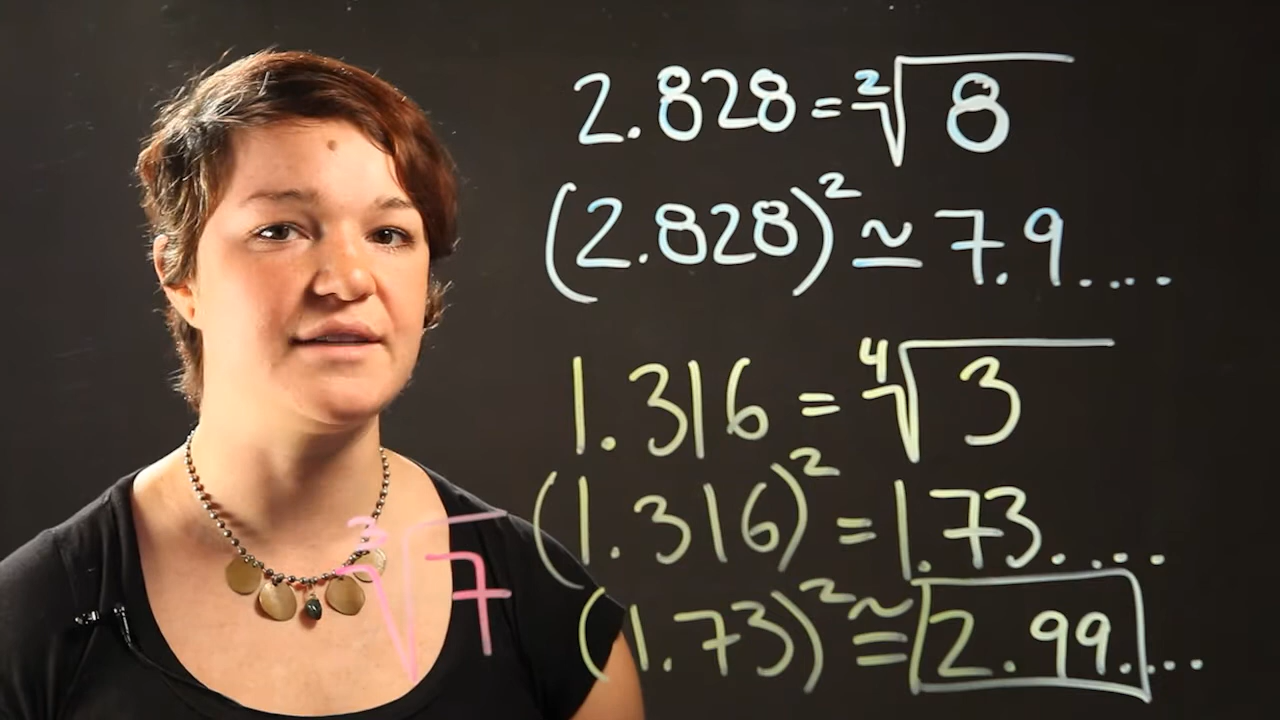 2.828 = ²√8
(2.828)² ≃ 7.9....
1.316 = ⁴√3
(1.316)² = 1.73....
(1.73)² ≅ 2.99....
³√7